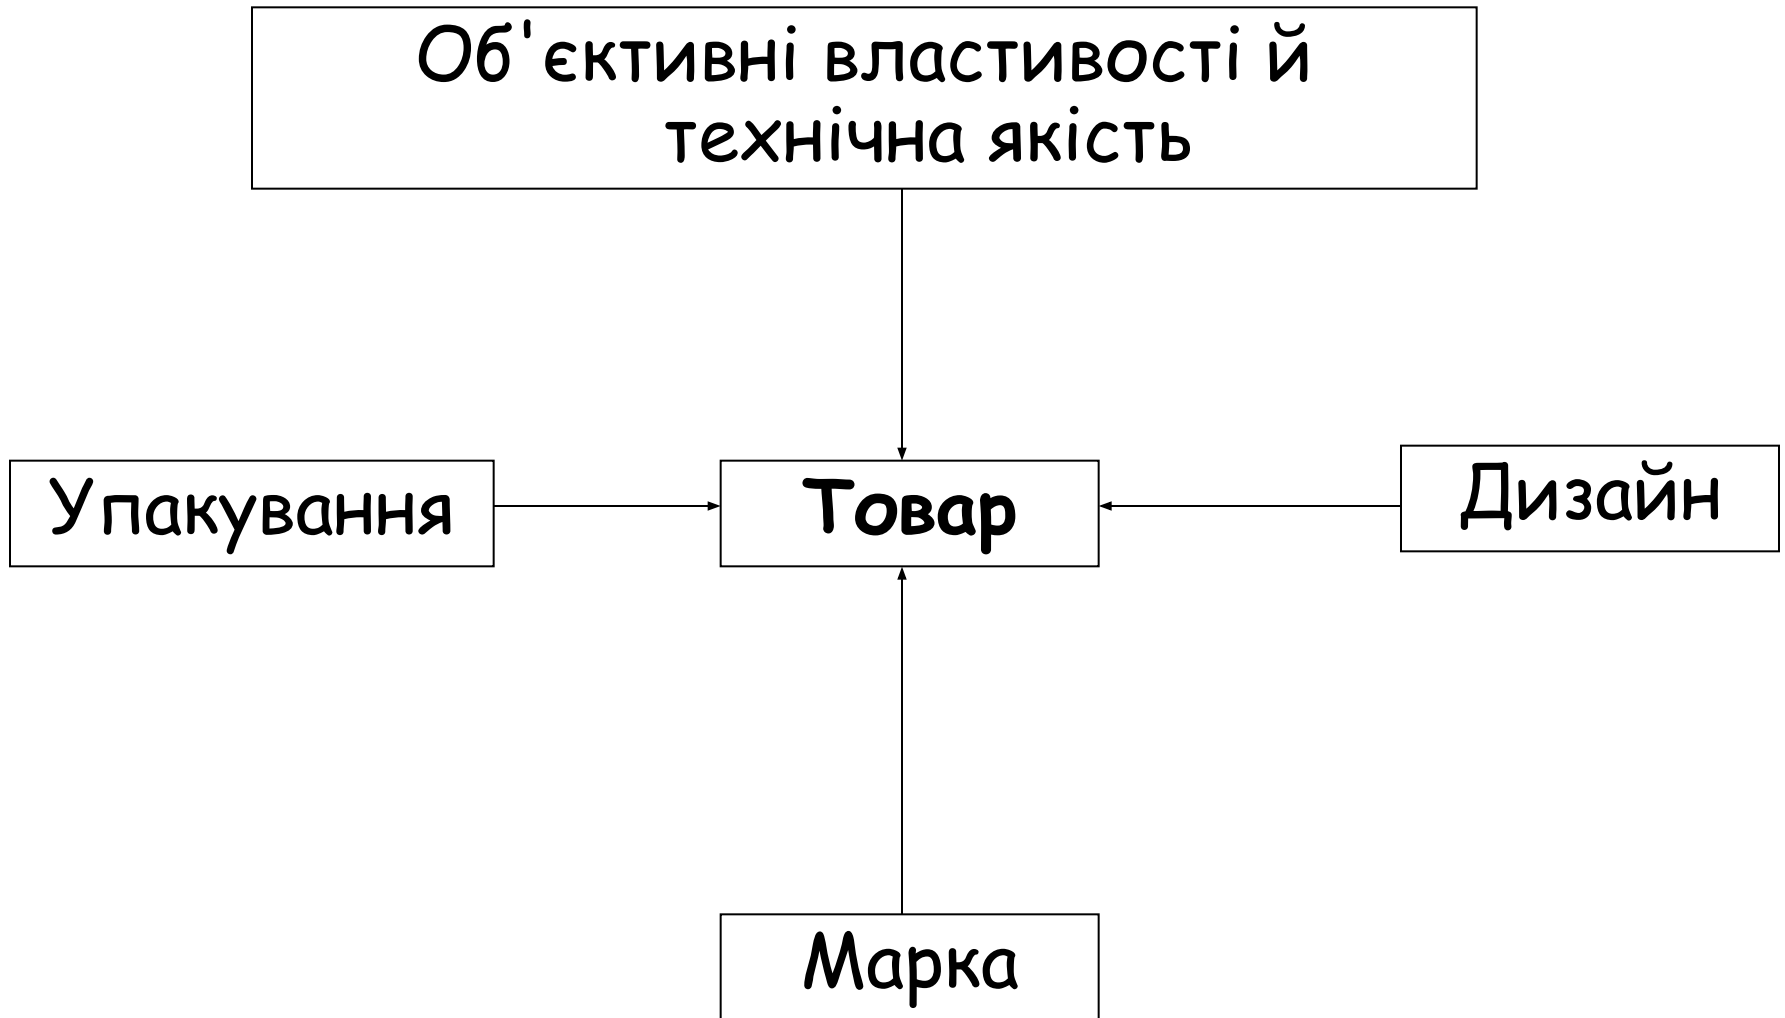 Об'єктивні властивості й
технічна якість
Упакування
Товар
Дизайн
Марка